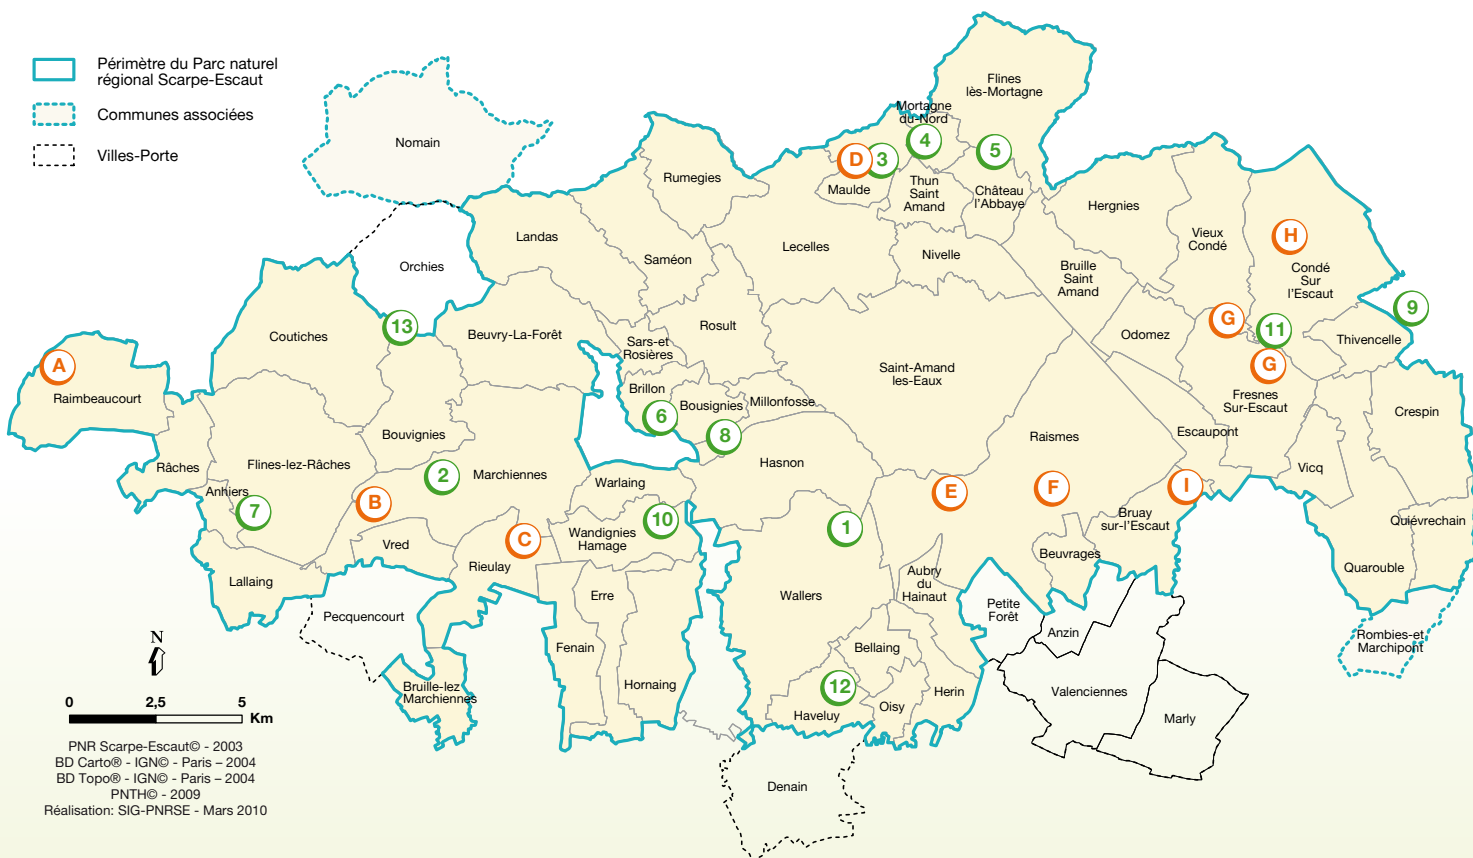 Périmètre du Parc naturel
régional Scarpe-Escaut
Communes associées
Villes-Porte
Nomain
Orchies
Flines
lès-Mortagne
Mortagne
du-Nord
4
5
D
3
Maulde
Thun
Saint
Amand
Château
l'Abbaye
Rumegies
Landas
Saméon
Lecelles
Nivelle
Hergnies
Vieux
Condé
H
Condé
Sur
l'Escaut
Bruille
Saint
Amand
9
13
Coutiches
Beuvry-La-Forêt
Rosult
Sars-et
Rosières
Odomez
G
11
Thivencelle
A
Raimbeaucourt
Brillon
6
Bousignies
Millonfosse
8
Saint-Amand
les-Eaux
G
Fresnes
Sur-Escaut
Crespin
Bouvignies
Raismes
Escaupont
Râches
Flines-lez-Râches
2
Marchiennes
Hasnon
Vicq
Anhiers
7
B
Warlaing
E
F
I
Vred
C
Rieulay
Wandignies
Hamage
10
1
Bruay
sur-l'Escaut
Beuvrages
Quiévrechain
Quarouble
Lallaing
Erre
Wallers
Aubry
du
Hainaut
Petite
Forêt
Anzin
Pecquencourt
Fenain
Bellaing
Rombies-et
Marchipont
Bruille-lez
Marchiennes
Hornaing
12
Haveluy
Oisy
Herin
Valenciennes
Marly
Denain
N
0
2,5
5
Km
PNR Scarpe-Escaut© - 2003
BD Carto® - IGN© - Paris – 2004
BD Topo® - IGN© - Paris – 2004
PNTH© - 2009
Réalisation: SIG-PNRSE - Mars 2010